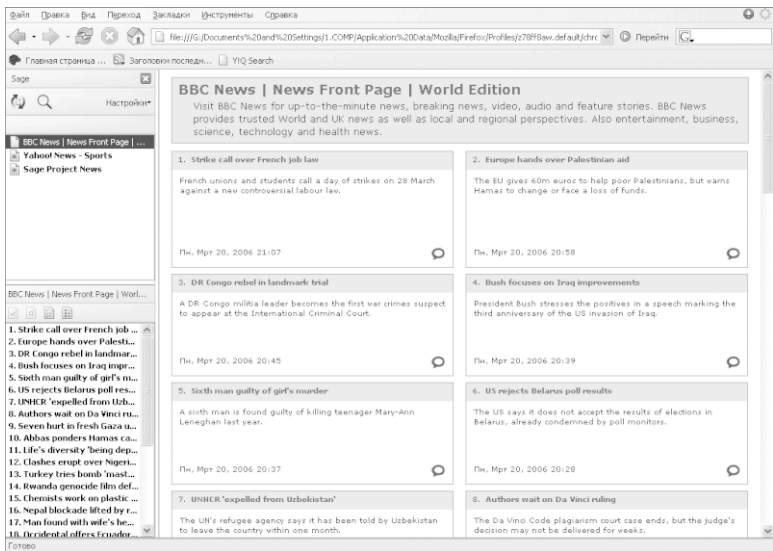 Файл Правка Вид Переход Закладки Инструменты Справка
file:///G:/Documents%20and%20Settings/1.COMP/Application%20Data/Mozilla/Firefox/Profiles/z78ff8aw.default/chrc
Перейти
G,
Главная страница ... Заголовки последн... YIQ Search
Sage
Настройки
BBC News | News Front Page | ...
Yahoo! News - Sports
Sage Project News
BBC News | News Front Page | Worl...
1. Strike call over French job ...
2. Europe hands over Palesti...
3. DR Congo rebel in landmar...
4. Bush focuses on Iraq impr...
5. Sixth man guilty of girl's m...
6. US rejects Belarus poll res...
7. UNHCR 'expelled from Uzb...
8. Authors wait on Da Vinci ru...
9. Seven hurt in fresh Gaza u...
10. Abbas ponders Hamas ca...
11. Life's diversity 'being dep...
12. Clashes erupt over Nigeri...
13. Turkey tries bomb 'mast...
14. Rwanda genocide film def...
15. Chemists work on plastic ...
16. Nepal blockade lifted by r...
17. Man found with wife's he...
18. Occidental offers Ecuador...
BBC News | News Front Page | World Edition
Visit BBC News for up-to-the-minute news, breaking news, video, audio and feature stories. BBC News
provides trusted World and UK news as well as local and regional perspectives. Also entertainment, business,
science, technology and health news.
1. Strike call over French job law
French unions and students call a day of strikes on 28 March
against a new controversial labour law.
Пн, Мрт 20, 2006 21:07
2. Europe hands over Palestinian aid
The EU gives 60m euros to help poor Palestinians, but warns
Hamas to change or face a loss of funds.
Пн, Мрт 20, 2006 20:58
3. DR Congo rebel in landmark trial
A DR Congo militia leader becomes the first war crimes suspect
to appear at the International Criminal Court.
Пн, Мрт 20, 2006 20:45
4. Bush focuses on Iraq improvements
President Bush stresses the positives in a speech marking the
third anniversary of the US invasion of Iraq.
Пн, Мрт 20, 2006 20:39
5. Sixth man guilty of girl's murder
A sixth man is found guilty of killing teenager Mary-Ann
Leneghan last year.
Пн, Мрт 20, 2006 20:37
6. US rejects Belarus poll results
The US says it does not accept the results of elections in
Belarus, already condemned by poll monitors.
Пн, Мрт 20, 2006 20:28
7. UNHCR 'expelled from Uzbekistan'
The UN's refugee agency says it has been told by Uzbekistan
to leave the country within one month.
8. Authors wait on Da Vinci ruling
The Da Vinci Code plagiarism court case ends, but the judge's
decision may not be delivered for weeks.
Готово